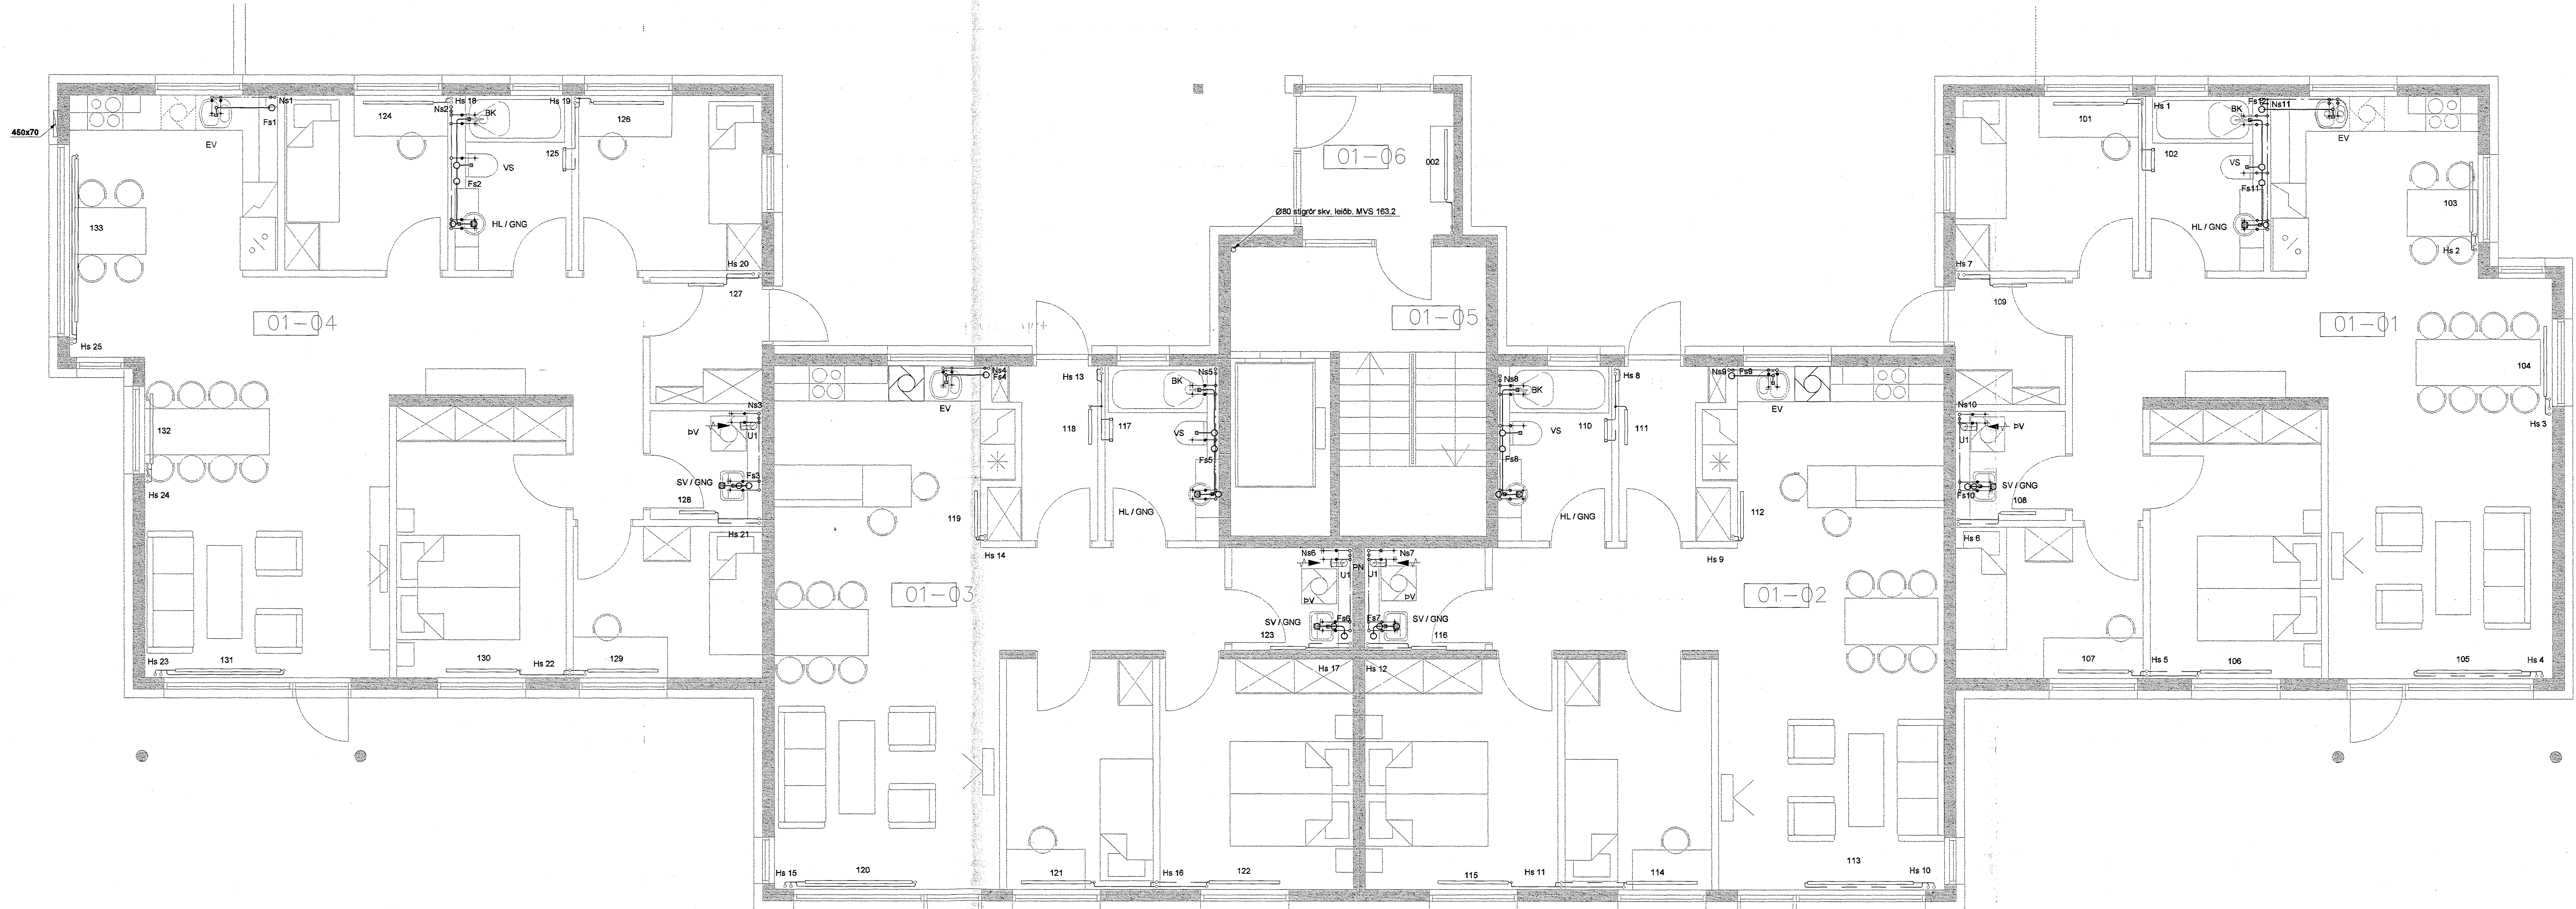 Ns1
Fs1
EV
450x70
133
Hs 25
01-04
124
Hs 18
Ns2
BK
VS
Fs2
HL / GNG
125
Hs 19
126
Hs 20
127
132
Hs 24
Ns3
ÞV
U1
Fs3
SV / GNG
128
Hs 21
Hs 23
131
130
Hs 22
129
Ns4
Fs4
EV
Hs 13
118
117
BK
Ns5
VS
Fs5
HL / GNG
119
Hs 14
01-03
Ns6
U1
ÞV
SV / GNG
Fs6
123
Hs 17
Hs 15
120
121
Hs 16
122
01-06
002
Ø80 stigrör skv. leiðb. MVS 163.2
01-05
Ns8
BK
VS
Fs8
HL / GNG
110
Hs 8
111
Ns9
Fs9
EV
112
Hs 9
01-02
Ns7
U1
PN
ÞV
Fs7
SV / GNG
116
Hs 12
115
Hs 11
114
113
Hs 10
101
Hs 1
BK
Fs12
Ns11
EV
102
VS
Fs11
HL / GNG
103
Hs 2
Hs 7
109
01-01
104
Hs 3
Ns10
U1
ÞV
Fs10
SV / GNG
108
Hs 6
107
Hs 5
106
105
Hs 4